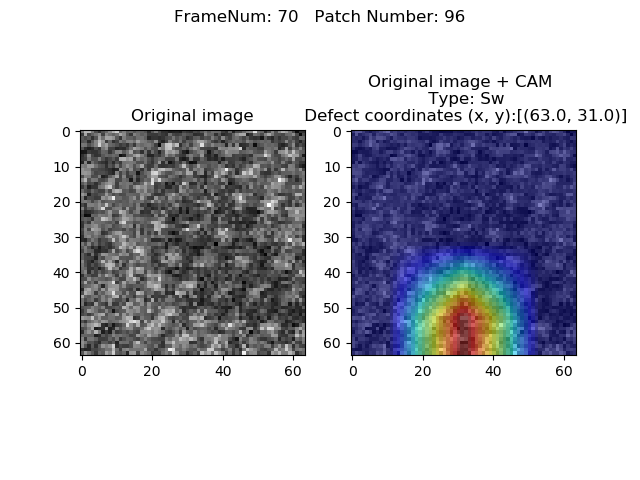 FrameNum: 70   Patch Number: 96
Original image
Original image + CAM
Type: Sw
Defect coordinates (x, y):[(63.0, 31.0)]
0
10
20
30
40
50
60
0 20 40 60
0
10
20
30
40
50
60
0 20 40 60